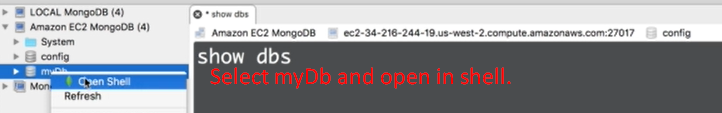 LOCAL MongoDB (4)
Amazon EC2 MongoDB (4)
System
config
myDb
Open Shell
Refresh
* show dbs
Amazon EC2 MongoDB ec2-34-216-244-19.us-west-2.compute.amazonaws.com:27017 config
show dbs
Select myDb and open in shell.